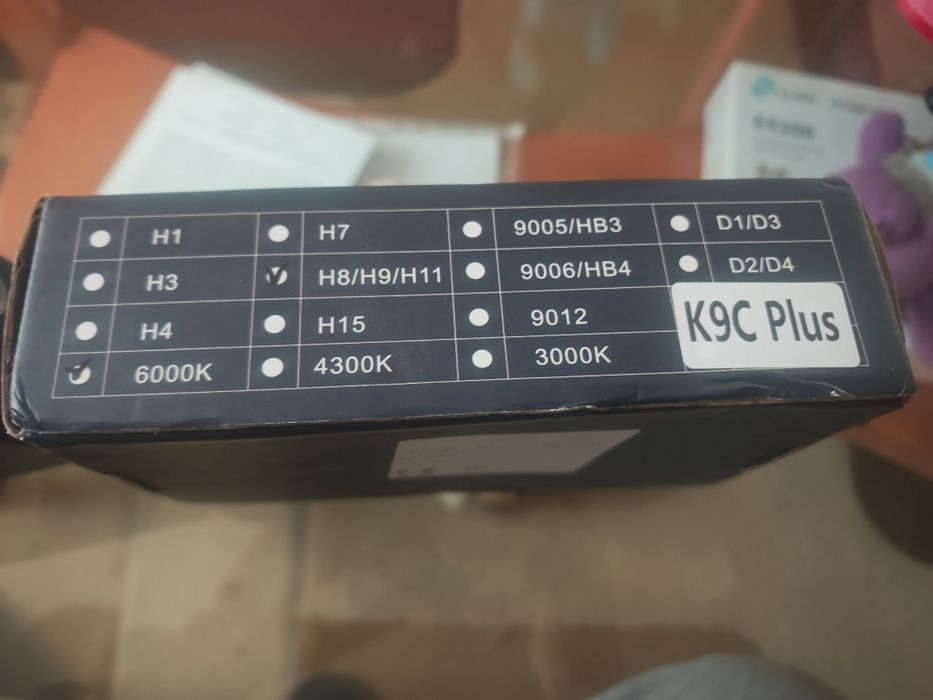 H1 H7 9005/HB3 D1/D3
H3 H8/H9/H11 9006/HB4 D2/D4
H4 H15 9012
6000K 4300K 3000K
K9C Plus